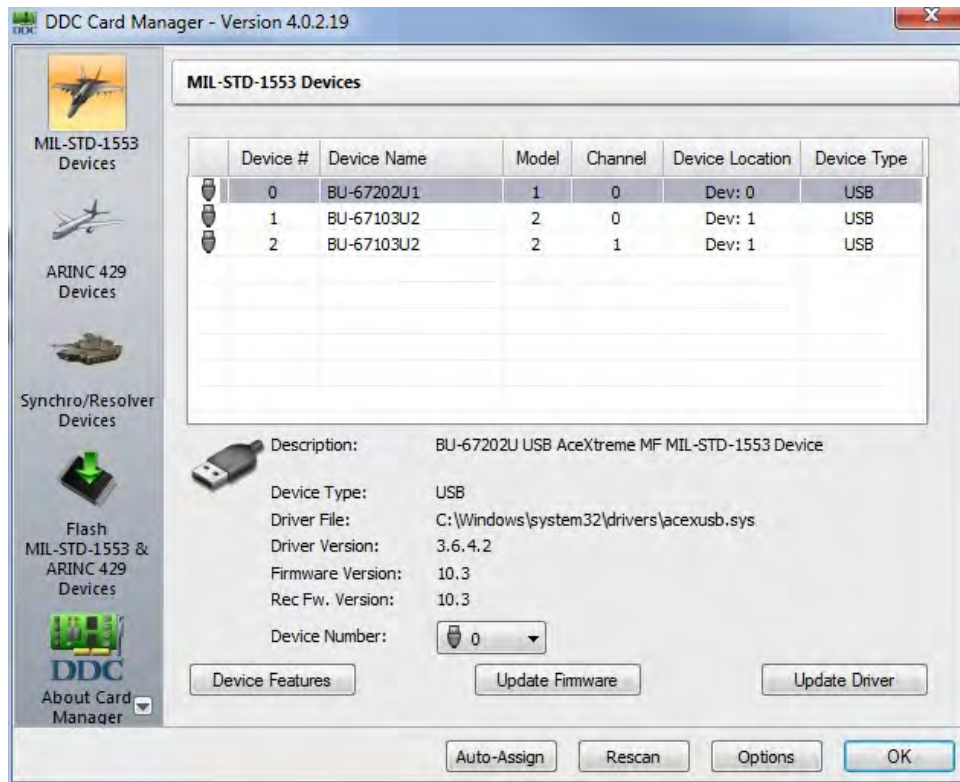 DDC Card Manager - Version 4.0.2.19
MIL-STD-1553 Devices
MIL-STD-1553
Devices
ARINC 429
Devices
Synchro/Resolver
Devices
Flash
MIL-STD-1553 &
ARINC 429
Devices
DDC
About Card
Manager
Device # Device Name Model Channel Device Location Device Type
0 BU-67202U1 1 0 Dev: 0 USB
1 BU-67103U2 2 0 Dev: 1 USB
2 BU-67103U2 2 1 Dev: 1 USB
Description: BU-67202U USB AceXtreme MF MIL-STD-1553 Device
Device Type: USB
Driver File: C:\Windows\system32\drivers\acexusb.sys
Driver Version: 3.6.4.2
Firmware Version: 10.3
Rec Fw. Version: 10.3
Device Number: 0
Device Features Update Firmware Update Driver
Auto-Assign Rescan Options OK